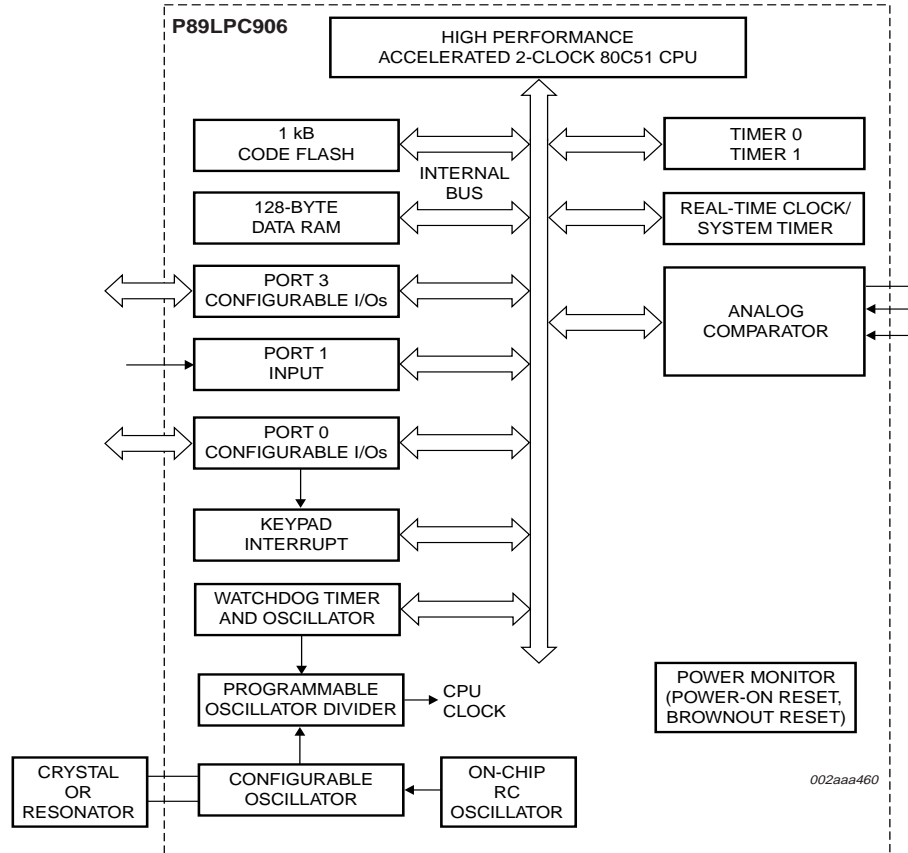 P89LPC906
HIGH PERFORMANCE
ACCELERATED 2-CLOCK 80C51 CPU
1 kB
CODE FLASH
TIMER 0
TIMER 1
INTERNAL
BUS
128-BYTE
DATA RAM
REAL-TIME CLOCK/
SYSTEM TIMER
PORT 3
CONFIGURABLE I/Os
ANALOG
COMPARATOR
PORT 1
INPUT
PORT 0
CONFIGURABLE I/Os
KEYPAD
INTERRUPT
WATCHDOG TIMER
AND OSCILLATOR
PROGRAMMABLE
OSCILLATOR DIVIDER
CPU
CLOCK
POWER MONITOR
(POWER-ON RESET,
BROWNOUT RESET)
CRYSTAL
OR
RESONATOR
CONFIGURABLE
OSCILLATOR
ON-CHIP
RC
OSCILLATOR
002aaa460